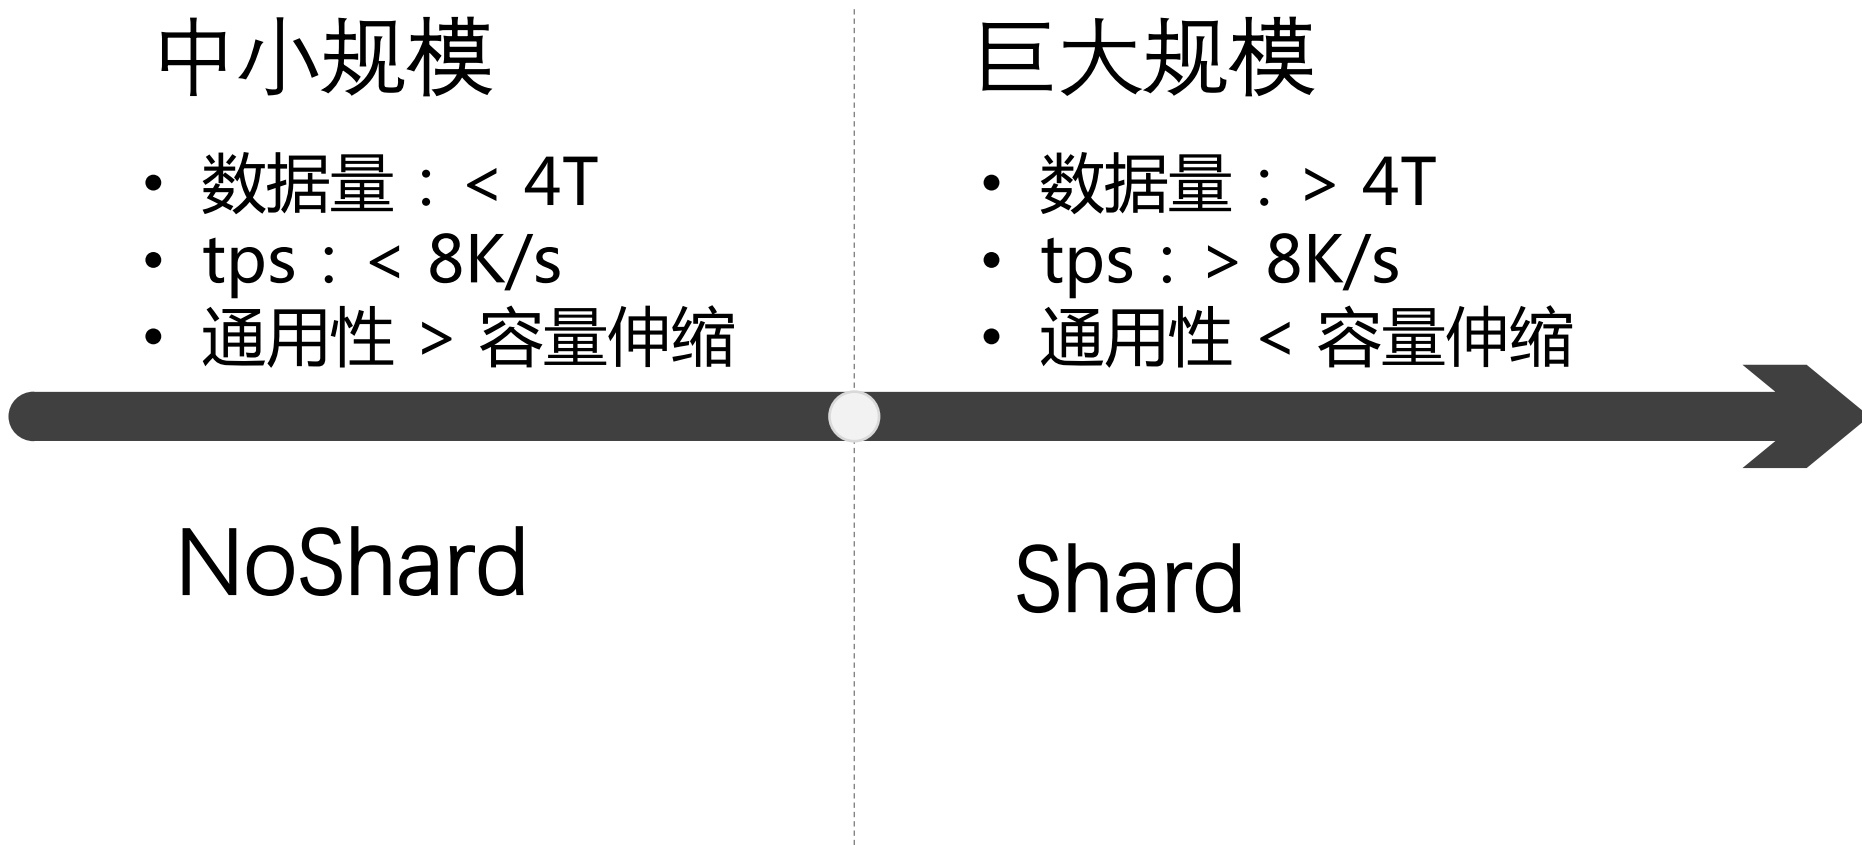 中小规模
• 数据量：< 4T
• tps：< 8K/s
• 通用性 > 容量伸缩
NoShard
巨大规模
• 数据量：> 4T
• tps：> 8K/s
• 通用性 < 容量伸缩
Shard